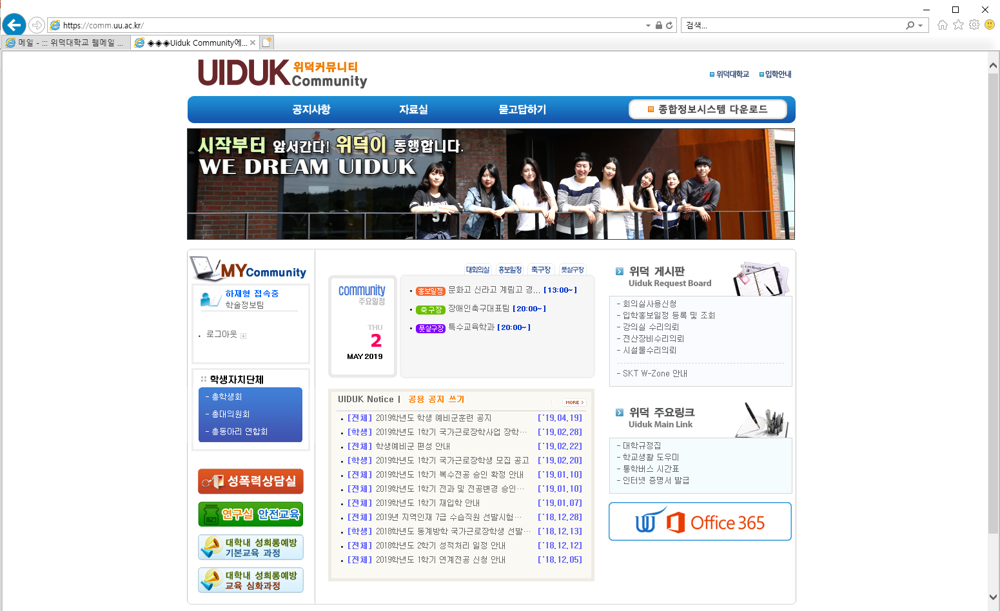 https://comm.uu.ac.kr/
검색...
메일 - ::: 위덕대학교 웹메일 ...
◈◈◈Uiduk Community에...
UIDUK 위덕커뮤니티 Community
위덕대학교
입학안내
공지사항
자료실
묻고답하기
종합정보시스템 다운로드
시작부터 앞서간다! 위덕이 동행합니다.
WE DREAM UIDUK
MY Community
하재형 접속중
학술정보팀
로그아웃
학생자치단체
- 총학생회
- 총대의원회
- 총동아리 연합회
성폭력상담실
연구실 안전교육
대학내 성희롱예방
기본교육 과정
대학내 성희롱예방
교육 심화과정
대회의실
홍보일정
축구장
풋살구장
community
주요일정
THU
2
MAY 2019
홍보일정 문화고 신라고 계림고 경... [13:00~]
축구장 장애인축구대표팀 [20:00~]
풋살구장 특수교육학과 [20:00~]
UIDUK Notice | 공용 공지 쓰기
MORE >
[전체] 2019학년도 학생 예비군훈련 공지 ['19.04.19]
[학생] 2019학년도 1학기 국가근로장학사업 장학… ['19.02.28]
[전체] 학생예비군 편성 안내 ['19.02.22]
[학생] 2019학년도 1학기 국가근로장학생 모집 공고 ['19.02.20]
[전체] 2019학년도 1학기 복수전공 승인 확정 안내 ['19.01.10]
[전체] 2019학년도 1학기 전과 및 전공변경 승인… ['19.01.10]
[전체] 2019학년도 1학기 재입학 안내 ['19.01.07]
[전체] 2019년 지역인재 7급 수습직원 선발시험… ['18.12.28]
[학생] 2018학년도 동계방학 국가근로장학생 선발… ['18.12.13]
[전체] 2018학년도 2학기 성적처리 일정 안내 ['18.12.12]
[전체] 2019학년도 1학기 연계전공 신청 안내 ['18.12.05]
위덕 게시판
Uiduk Request Board
- 회의실사용신청
- 입학홍보일정 등록 및 조회
- 강의실 수리의뢰
- 전산장비수리의뢰
- 시설물수리의뢰
- SKT W-Zone 안내
위덕 주요링크
Uiduk Main Link
- 대학규정집
- 학교생활 도우미
- 통학버스 시간표
- 인터넷 증명서 발급
Office 365